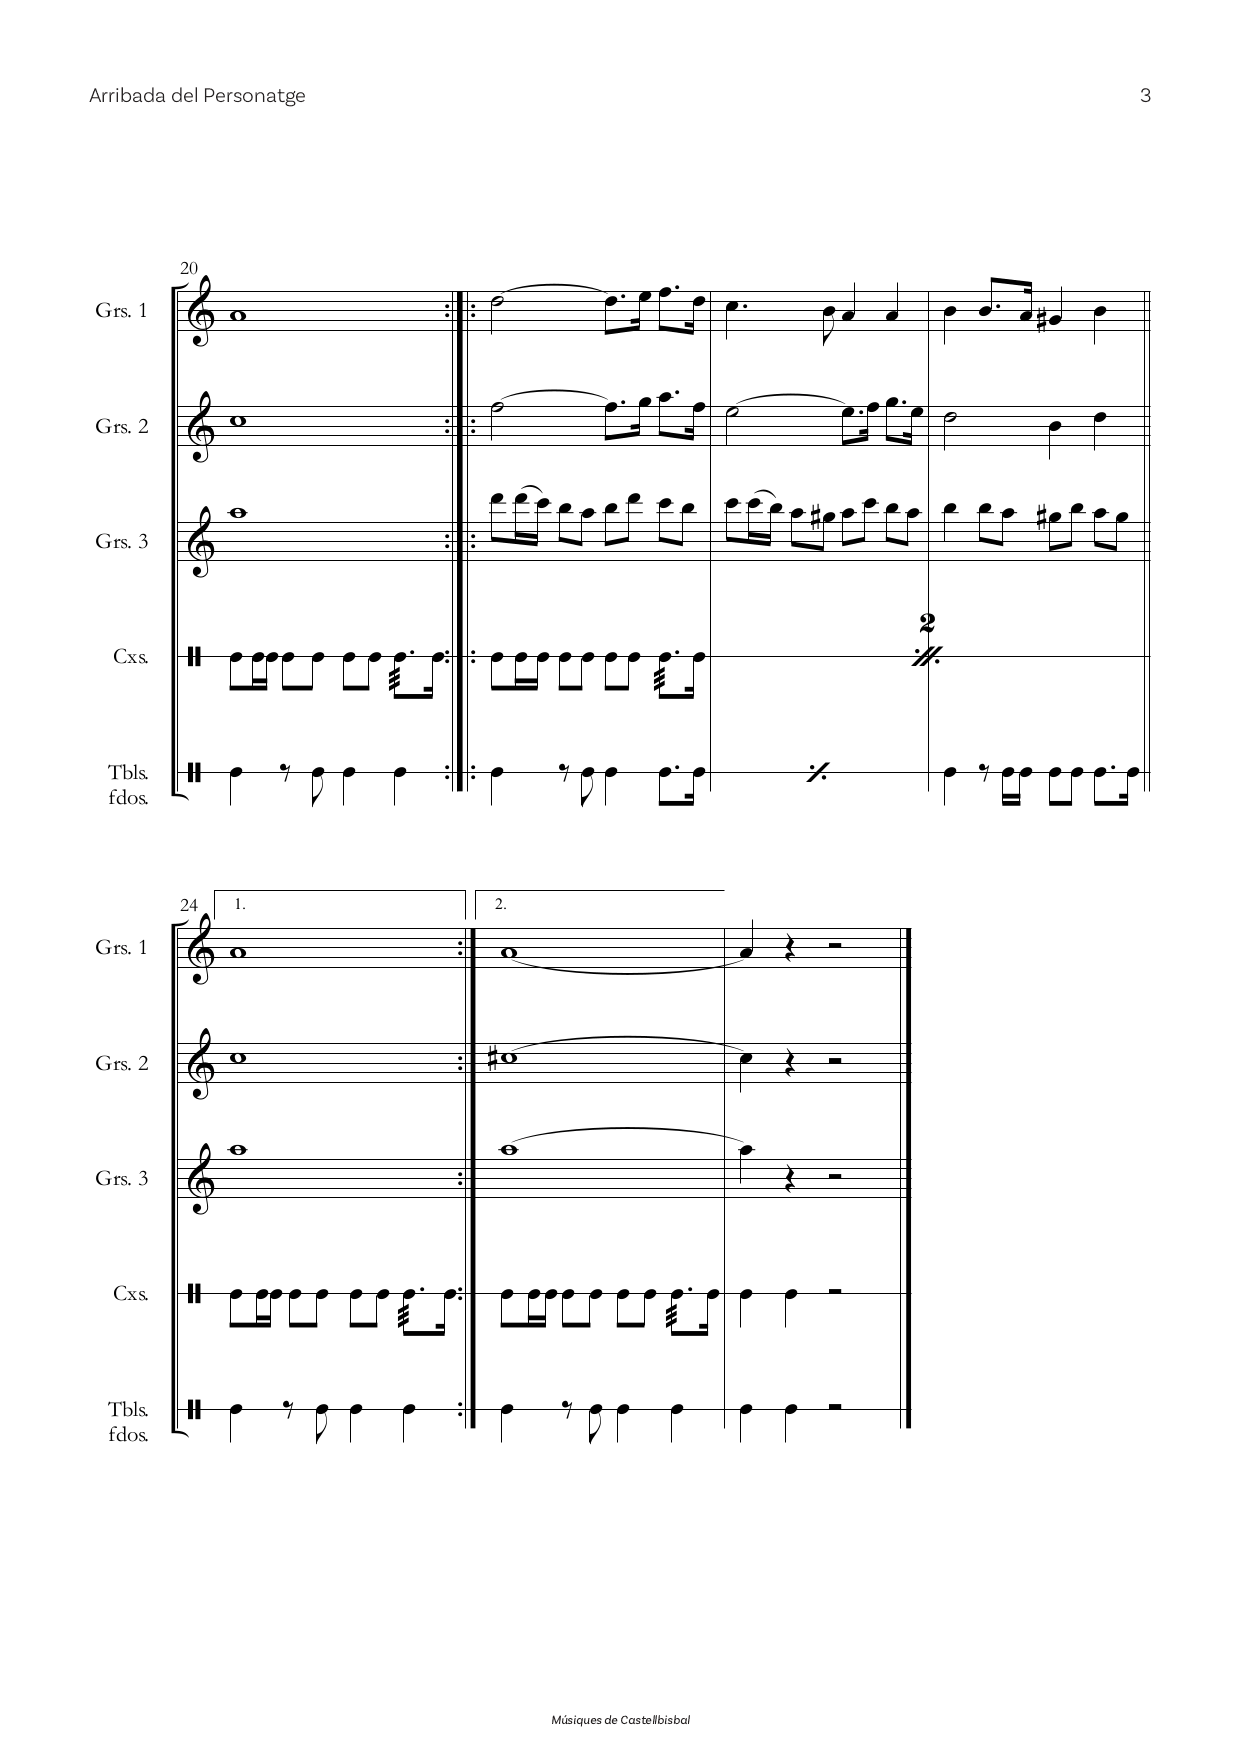 Arribada del Personatge 3
20
Grs. 1
Grs. 2
Grs. 3
2
Cxs.
Tbls.
fdos.
24 1. 2.
Grs. 1
Grs. 2
Grs. 3
Cxs.
Tbls.
fdos.
Músiques de Castellbisbal